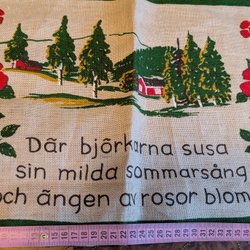 Där björkarna susa
sin milda sommarsång
och ängen av rosor blom